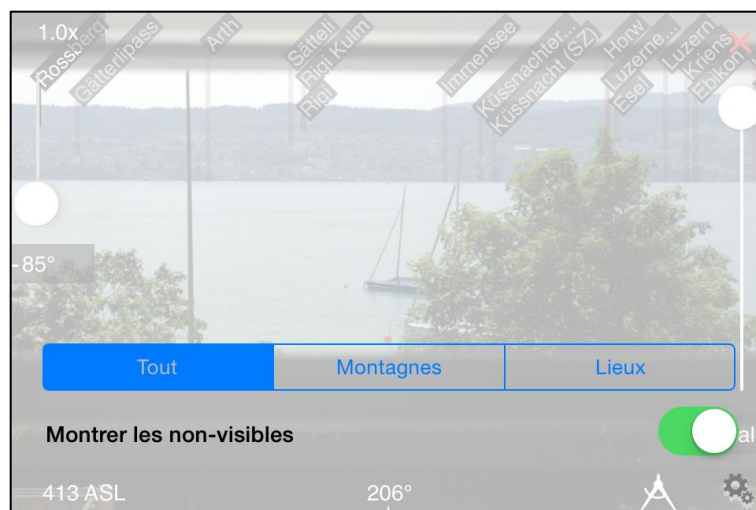 1.0x
Rossberg
Gätterlipass
Arth
Sätteli
Rigi Kulm
Rigi
Immensee
Küssnachter...
Küssnacht (SZ)
Horw
Luzerne...
Esel
Luzern
Kriens
Ebikon
-85°
Tout Montagnes Lieux
Montrer les non-visibles
al
413 ASL 206°